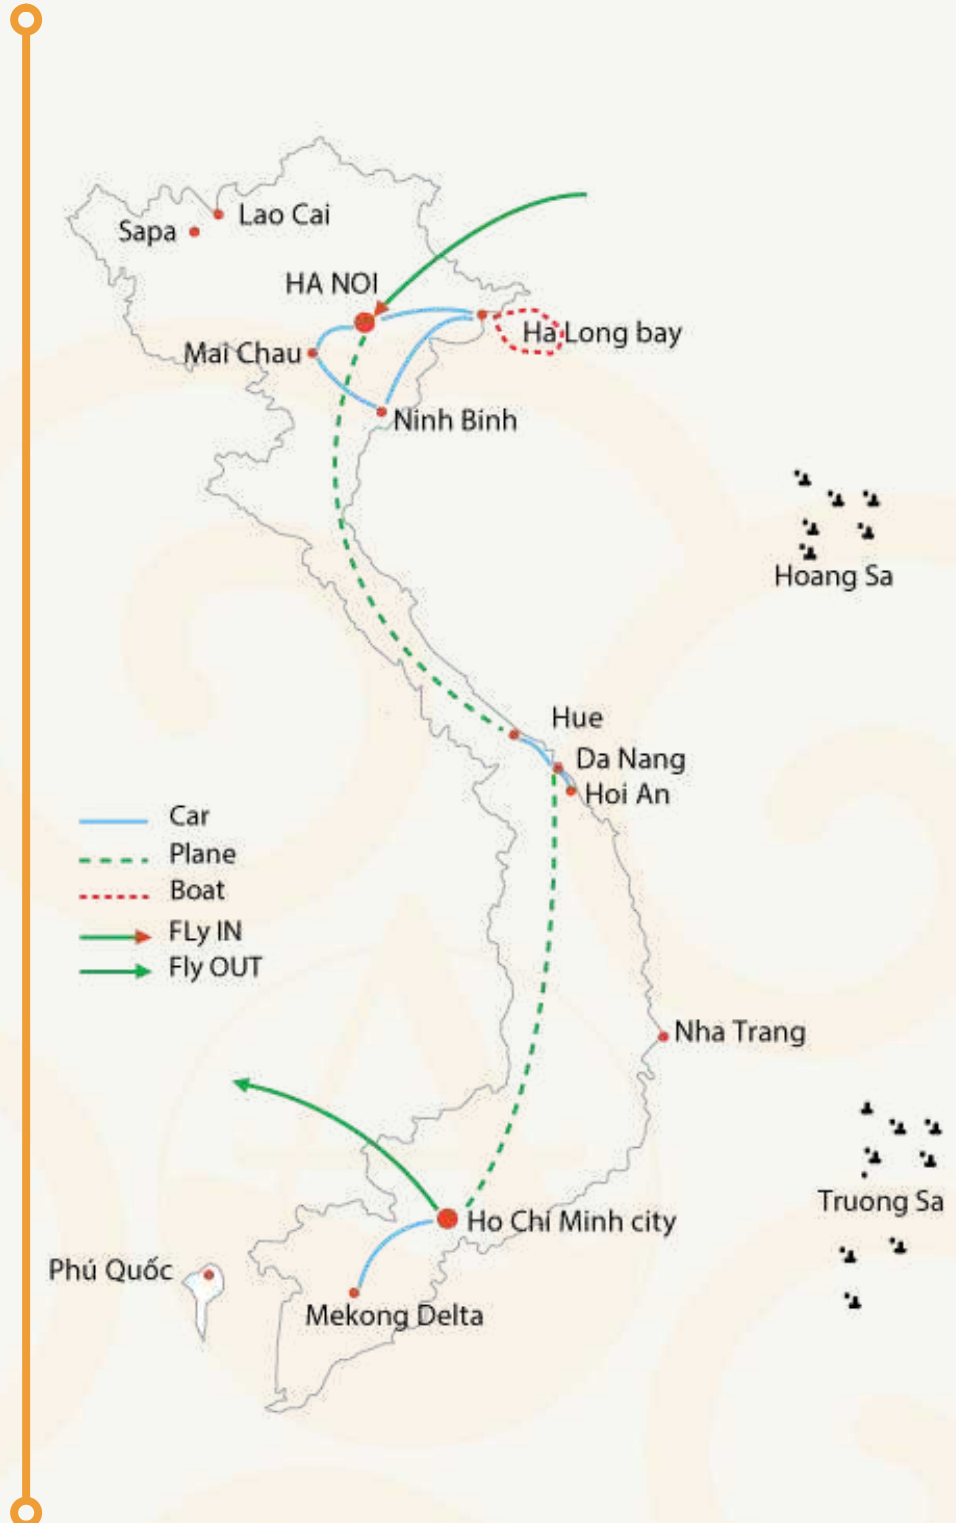 Lao Cai
Sapa
HA NOI
Mai Chau
Ha Long bay
Ninh Binh
Hoang Sa
Hue
Da Nang
Hoi An
Car
Plane
Boat
FLy IN
Fly OUT
Nha Trang
Truong Sa
Ho Chi Minh city
Phú Quốc
Mekong Delta